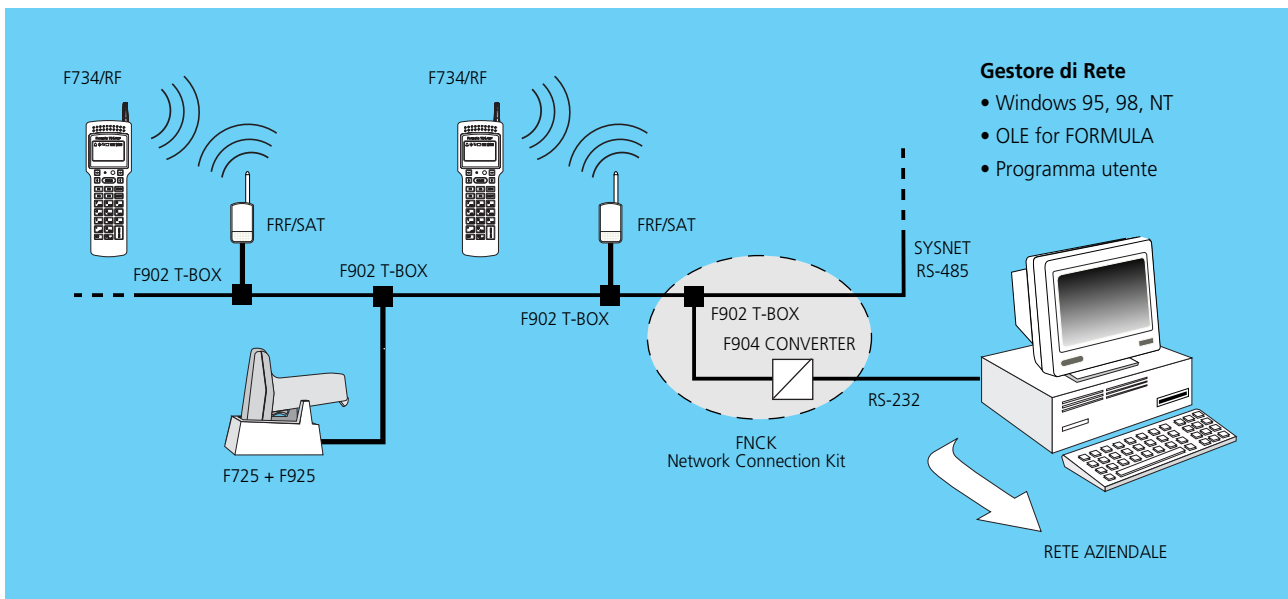 F734/RF
F734/RF
Gestore di Rete
• Windows 95, 98, NT
• OLE for FORMULA
• Programma utente
FRF/SAT
FRF/SAT
SYSNET
RS-485
F902 T-BOX
F902 T-BOX
F902 T-BOX
F902 T-BOX
F904 CONVERTER
RS-232
FNCK
Network Connection Kit
F725 + F925
RETE AZIENDALE